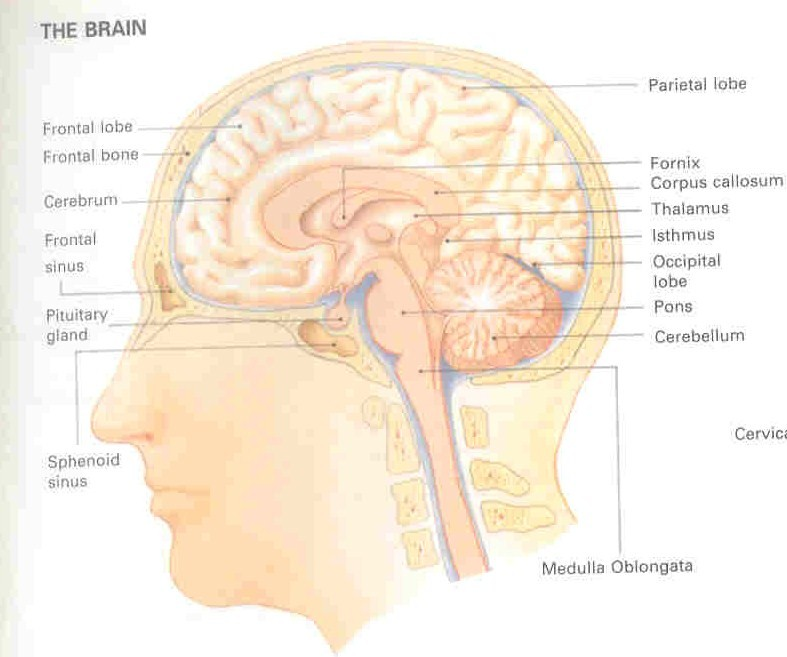 THE BRAIN
Frontal lobe
Frontal bone
Cerebrum
Frontal
sinus
Pituitary
gland
Sphenoid
sinus
Parietal lobe
Fornix
Corpus callosum
Thalamus
Isthmus
Occipital
lobe
Pons
Cerebellum
Medulla Oblongata
Cervica